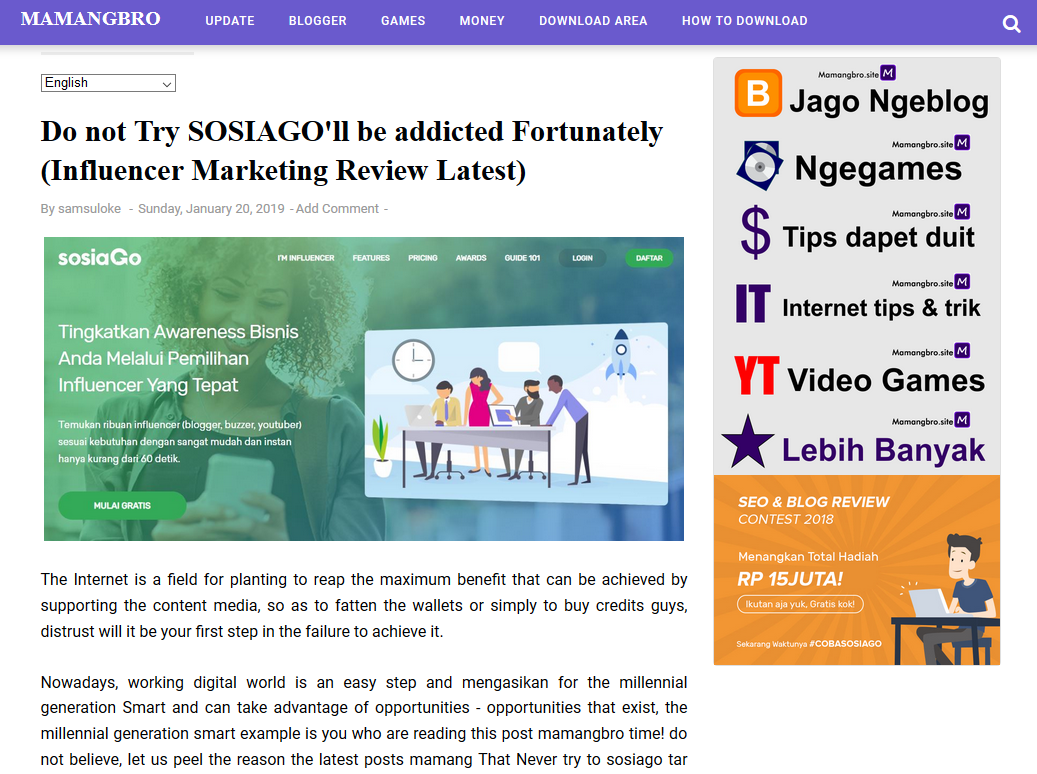 MAMANGBRO
UPDATE BLOGGER GAMES MONEY DOWNLOAD AREA HOW TO DOWNLOAD
English
Do not Try SOSIAGO'll be addicted Fortunately
(Influencer Marketing Review Latest)
By samsuloke - Sunday, January 20, 2019 - Add Comment -
sosiaGo
I'M INFLUENCER FEATURES PRICING AWARDS GUIDE 101 LOGIN DAFTAR
Tingkatkan Awareness Bisnis
Anda Melalui Pemilihan
Influencer Yang Tepat
Temukan ribuan influencer (blogger, buzzer, youtuber)
sesuai kebutuhan dengan sangat mudah dan instan
hanya kurang dari 60 detik.
MULAI GRATIS
The Internet is a field for planting to reap the maximum benefit that can be achieved by
supporting the content media, so as to fatten the wallets or simply to buy credits guys,
distrust will it be your first step in the failure to achieve it.
Nowadays, working digital world is an easy step and mengasikan for the millennial
generation Smart and can take advantage of opportunities - opportunities that exist, the
millennial generation smart example is you who are reading this post mamangbro time! do
not believe, let us peel the reason the latest posts mamang That Never try to sosiago tar
Mamangbro.site M
B Jago Ngeblog
Mamangbro.site M
Ngegames
Mamangbro.site M
$ Tips dapet duit
Mamangbro.site M
IT Internet tips & trik
Mamangbro.site M
YT Video Games
Mamangbro.site M
Lebih Banyak
SEO & BLOG REVIEW
CONTEST 2018
Menangkan Total Hadiah
RP 15JUTA!
Ikutan aja yuk, Gratis kok!
Sekarang Waktunya #COBASOSIAGO